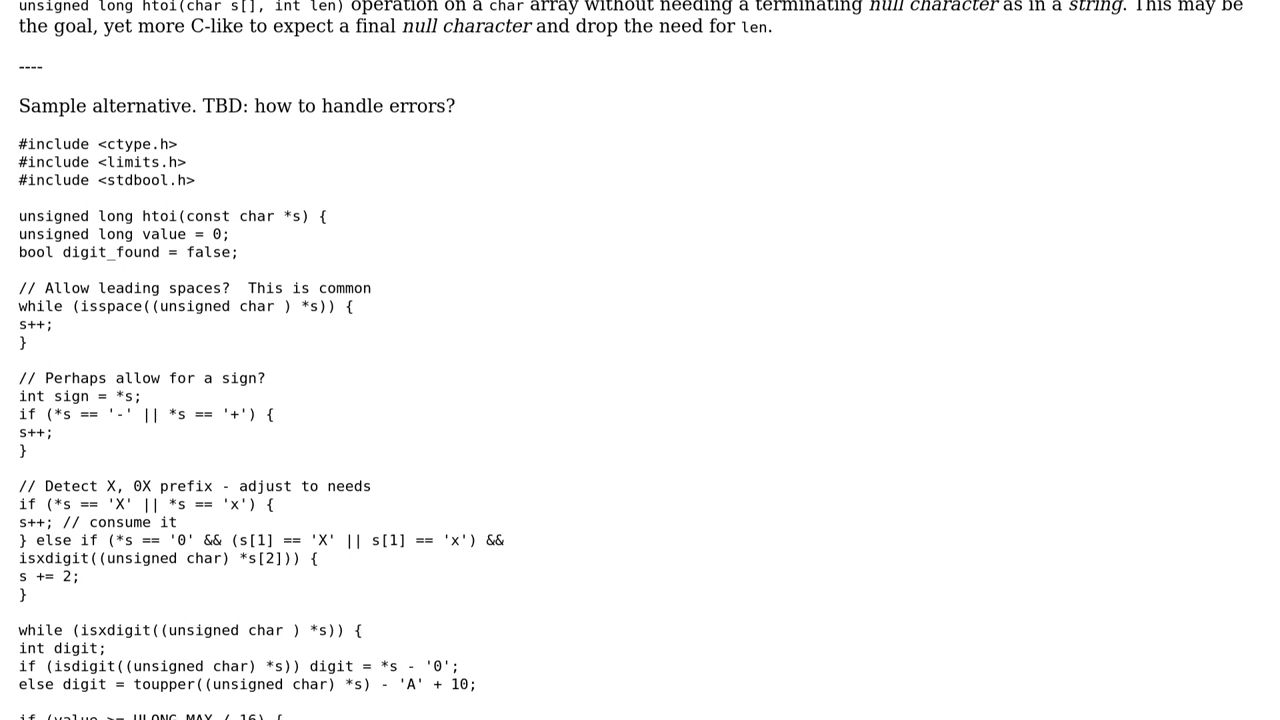 unsigned long htoi(char s[], int len) operation on a char array without needing a terminating null character as in a string. This may be
the goal, yet more C-like to expect a final null character and drop the need for len.
----
Sample alternative. TBD: how to handle errors?
#include <ctype.h>
#include <limits.h>
#include <stdbool.h>
unsigned long htoi(const char *s) {
unsigned long value = 0;
bool digit_found = false;
// Allow leading spaces?  This is common
while (isspace((unsigned char ) *s)) {
s++;
}
// Perhaps allow for a sign?
int sign = *s;
if (*s == '-' || *s == '+') {
s++;
}
// Detect X, 0X prefix - adjust to needs
if (*s == 'X' || *s == 'x') {
s++; // consume it
} else if (*s == '0' && (s[1] == 'X' || s[1] == 'x') &&
isxdigit((unsigned char) *s[2])) {
s += 2;
}
while (isxdigit((unsigned char ) *s)) {
int digit;
if (isdigit((unsigned char) *s)) digit = *s - '0';
else digit = toupper((unsigned char) *s) - 'A' + 10;
if (value >= ULONG_MAX / 16) {